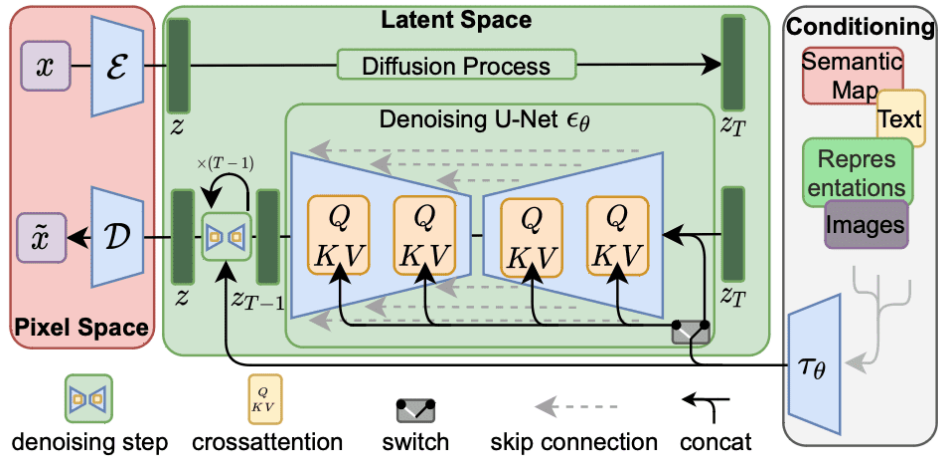 Latent Space
Conditioning
x
ℰ
z
Diffusion Process
z_T
Semantic
Map
Text
Repres
entations
Images
Denoising U-Net ϵ_θ
×(T−1)
x̃
𝒟
z
z_{T−1}
Q
KV
Q
KV
Q
KV
Q
KV
z_T
τ_θ
Pixel Space
Q
KV
denoising step
crossattention
switch
skip connection
concat